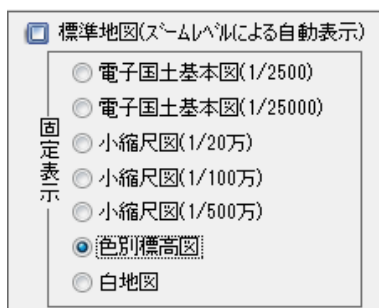 標準地図(ｽﾞｰﾑﾚﾍﾞﾙによる自動表示)
固定表示
電子国土基本図(1/2500)
電子国土基本図(1/25000)
小縮尺図(1/20万)
小縮尺図(1/100万)
小縮尺図(1/500万)
色別標高図
白地図